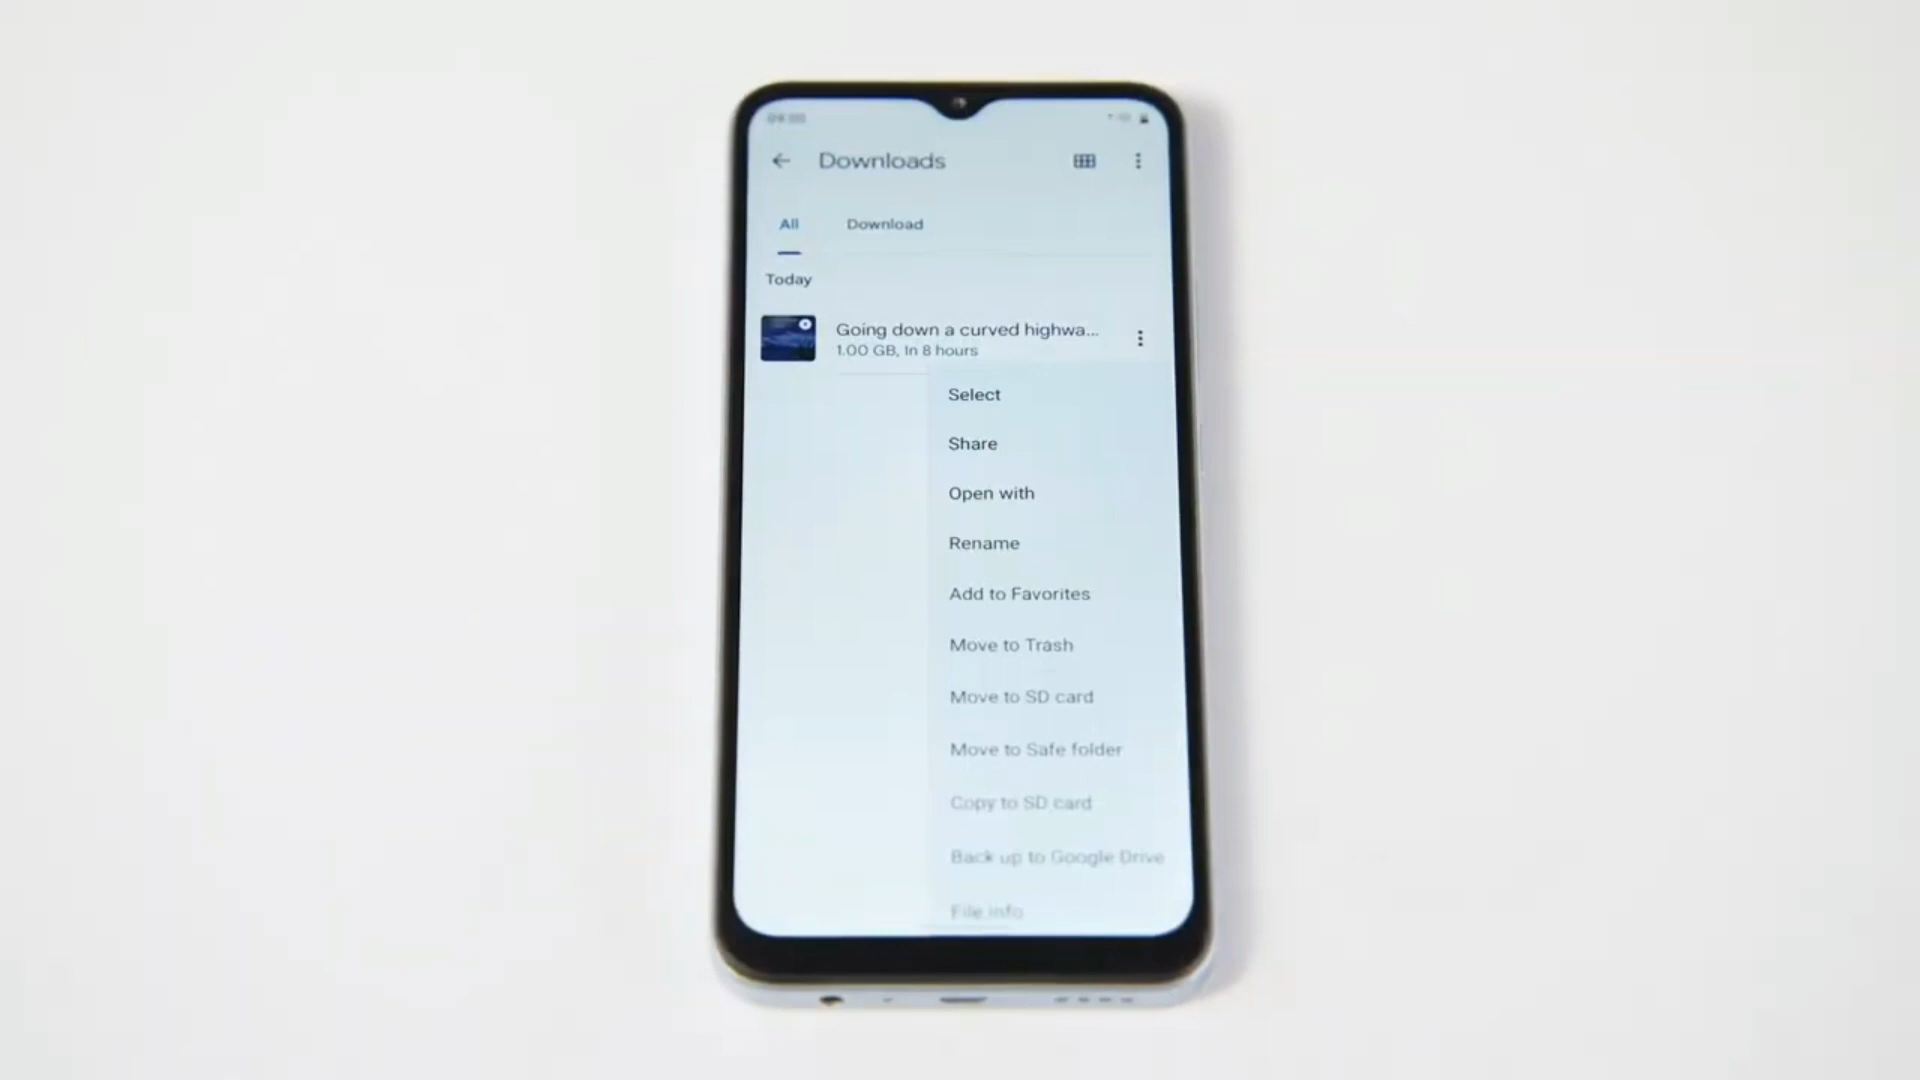 Downloads
All Download
Today
Going down a curved highwa...
1.00 GB, In 8 hours
Select
Share
Open with
Rename
Add to Favorites
Move to Trash
Move to SD card
Move to Safe folder
Copy to SD card
Back up to Google Drive
File info